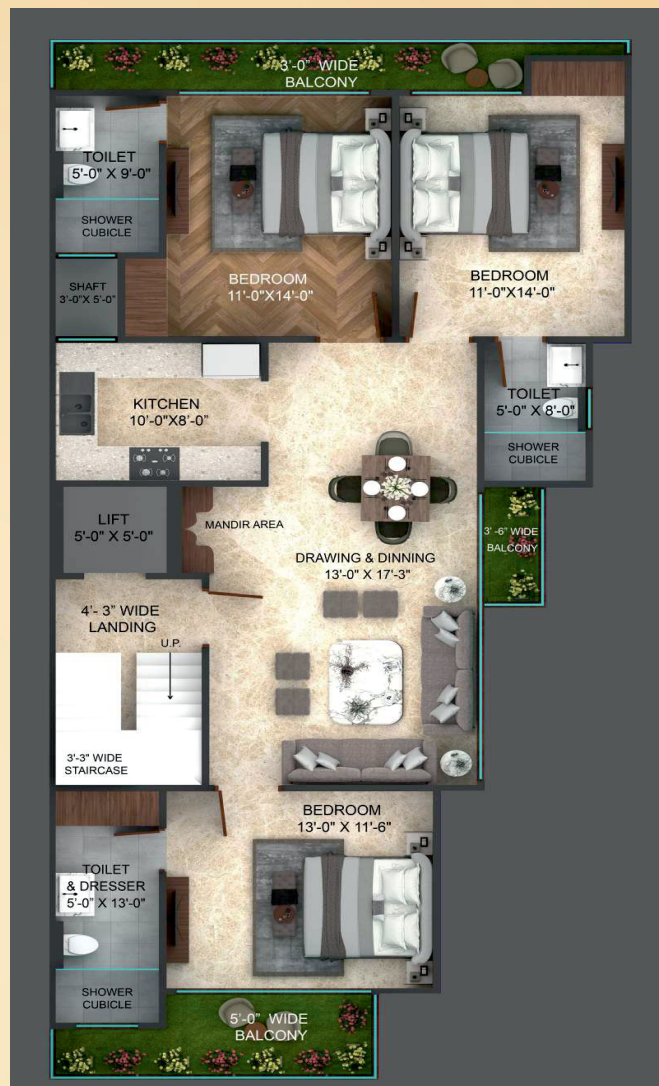 3'-0" WIDE
BALCONY
TOILET
5'-0" X 9'-0"
SHOWER
CUBICLE
SHAFT
3'-0"X 5'-0"
BEDROOM
11'-0"X14'-0"
BEDROOM
11'-0"X14'-0"
KITCHEN
10'-0"X8'-0"
TOILET
5'-0" X 8'-0"
SHOWER
CUBICLE
LIFT
5'-0" X 5'-0"
MANDIR AREA
3' -6" WIDE
BALCONY
DRAWING & DINNING
13'-0" X 17'-3"
4'- 3" WIDE
LANDING
U.P.
3'-3" WIDE
STAIRCASE
BEDROOM
13'-0" X 11'-6"
TOILET
& DRESSER
5'-0" X 13'-0"
SHOWER
CUBICLE
5'-0" WIDE
BALCONY